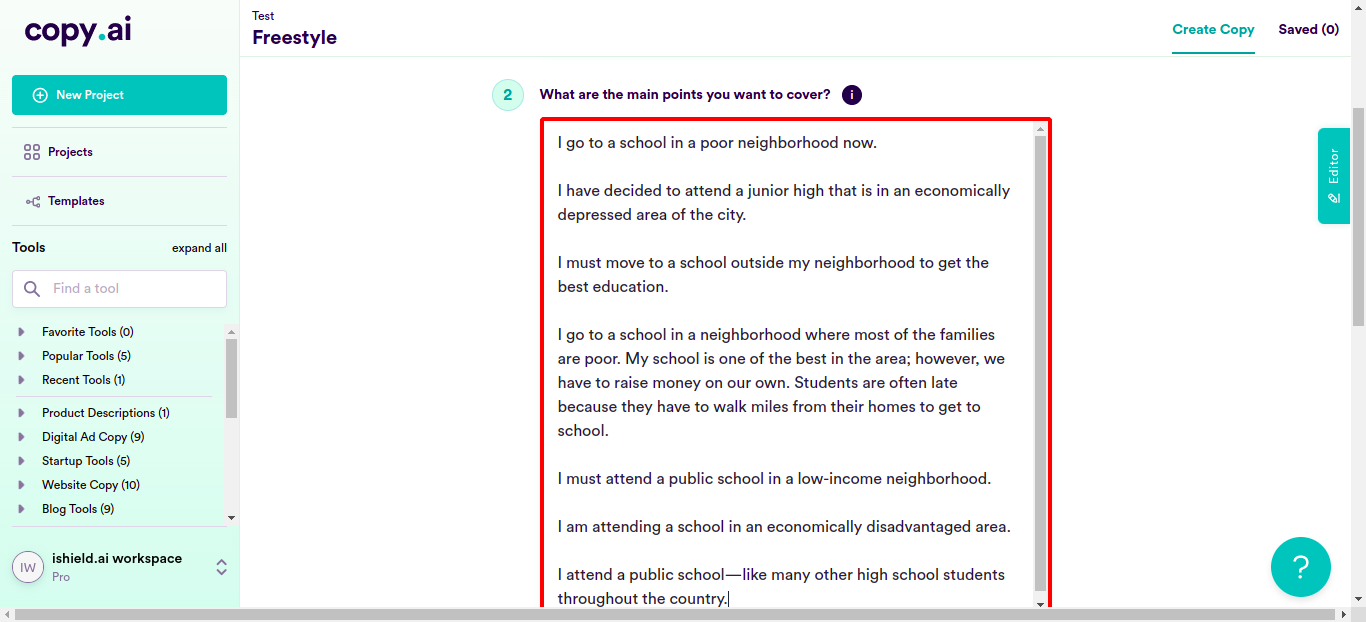 copy.ai
New Project
Projects
Templates
Tools
expand all
Find a tool
Favorite Tools (0)
Popular Tools (5)
Recent Tools (1)
Product Descriptions (1)
Digital Ad Copy (9)
Startup Tools (5)
Website Copy (10)
Blog Tools (9)
IW
ishield.ai workspace
Pro
Test
Freestyle
Create Copy
Saved (0)
2
What are the main points you want to cover?
i
I go to a school in a poor neighborhood now.
I have decided to attend a junior high that is in an economically
depressed area of the city.
I must move to a school outside my neighborhood to get the
best education.
I go to a school in a neighborhood where most of the families
are poor. My school is one of the best in the area; however, we
have to raise money on our own. Students are often late
because they have to walk miles from their homes to get to
school.
I must attend a public school in a low-income neighborhood.
I am attending a school in an economically disadvantaged area.
I attend a public school—like many other high school students
throughout the country.
Editor
?